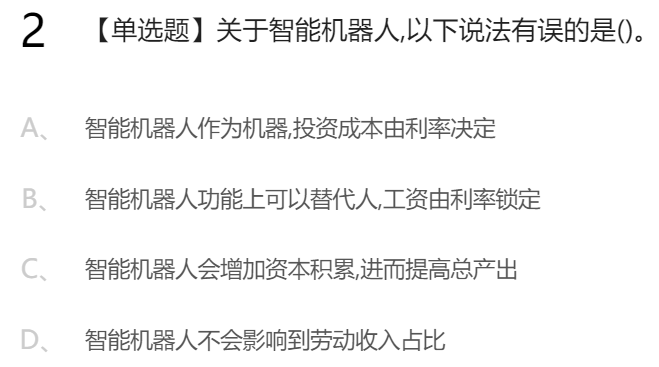 2 【单选题】关于智能机器人,以下说法有误的是()。
A、 智能机器人作为机器,投资成本由利率决定
B、 智能机器人功能上可以替代人,工资由利率锁定
C、 智能机器人会增加资本积累,进而提高总产出
D、 智能机器人不会影响到劳动收入占比